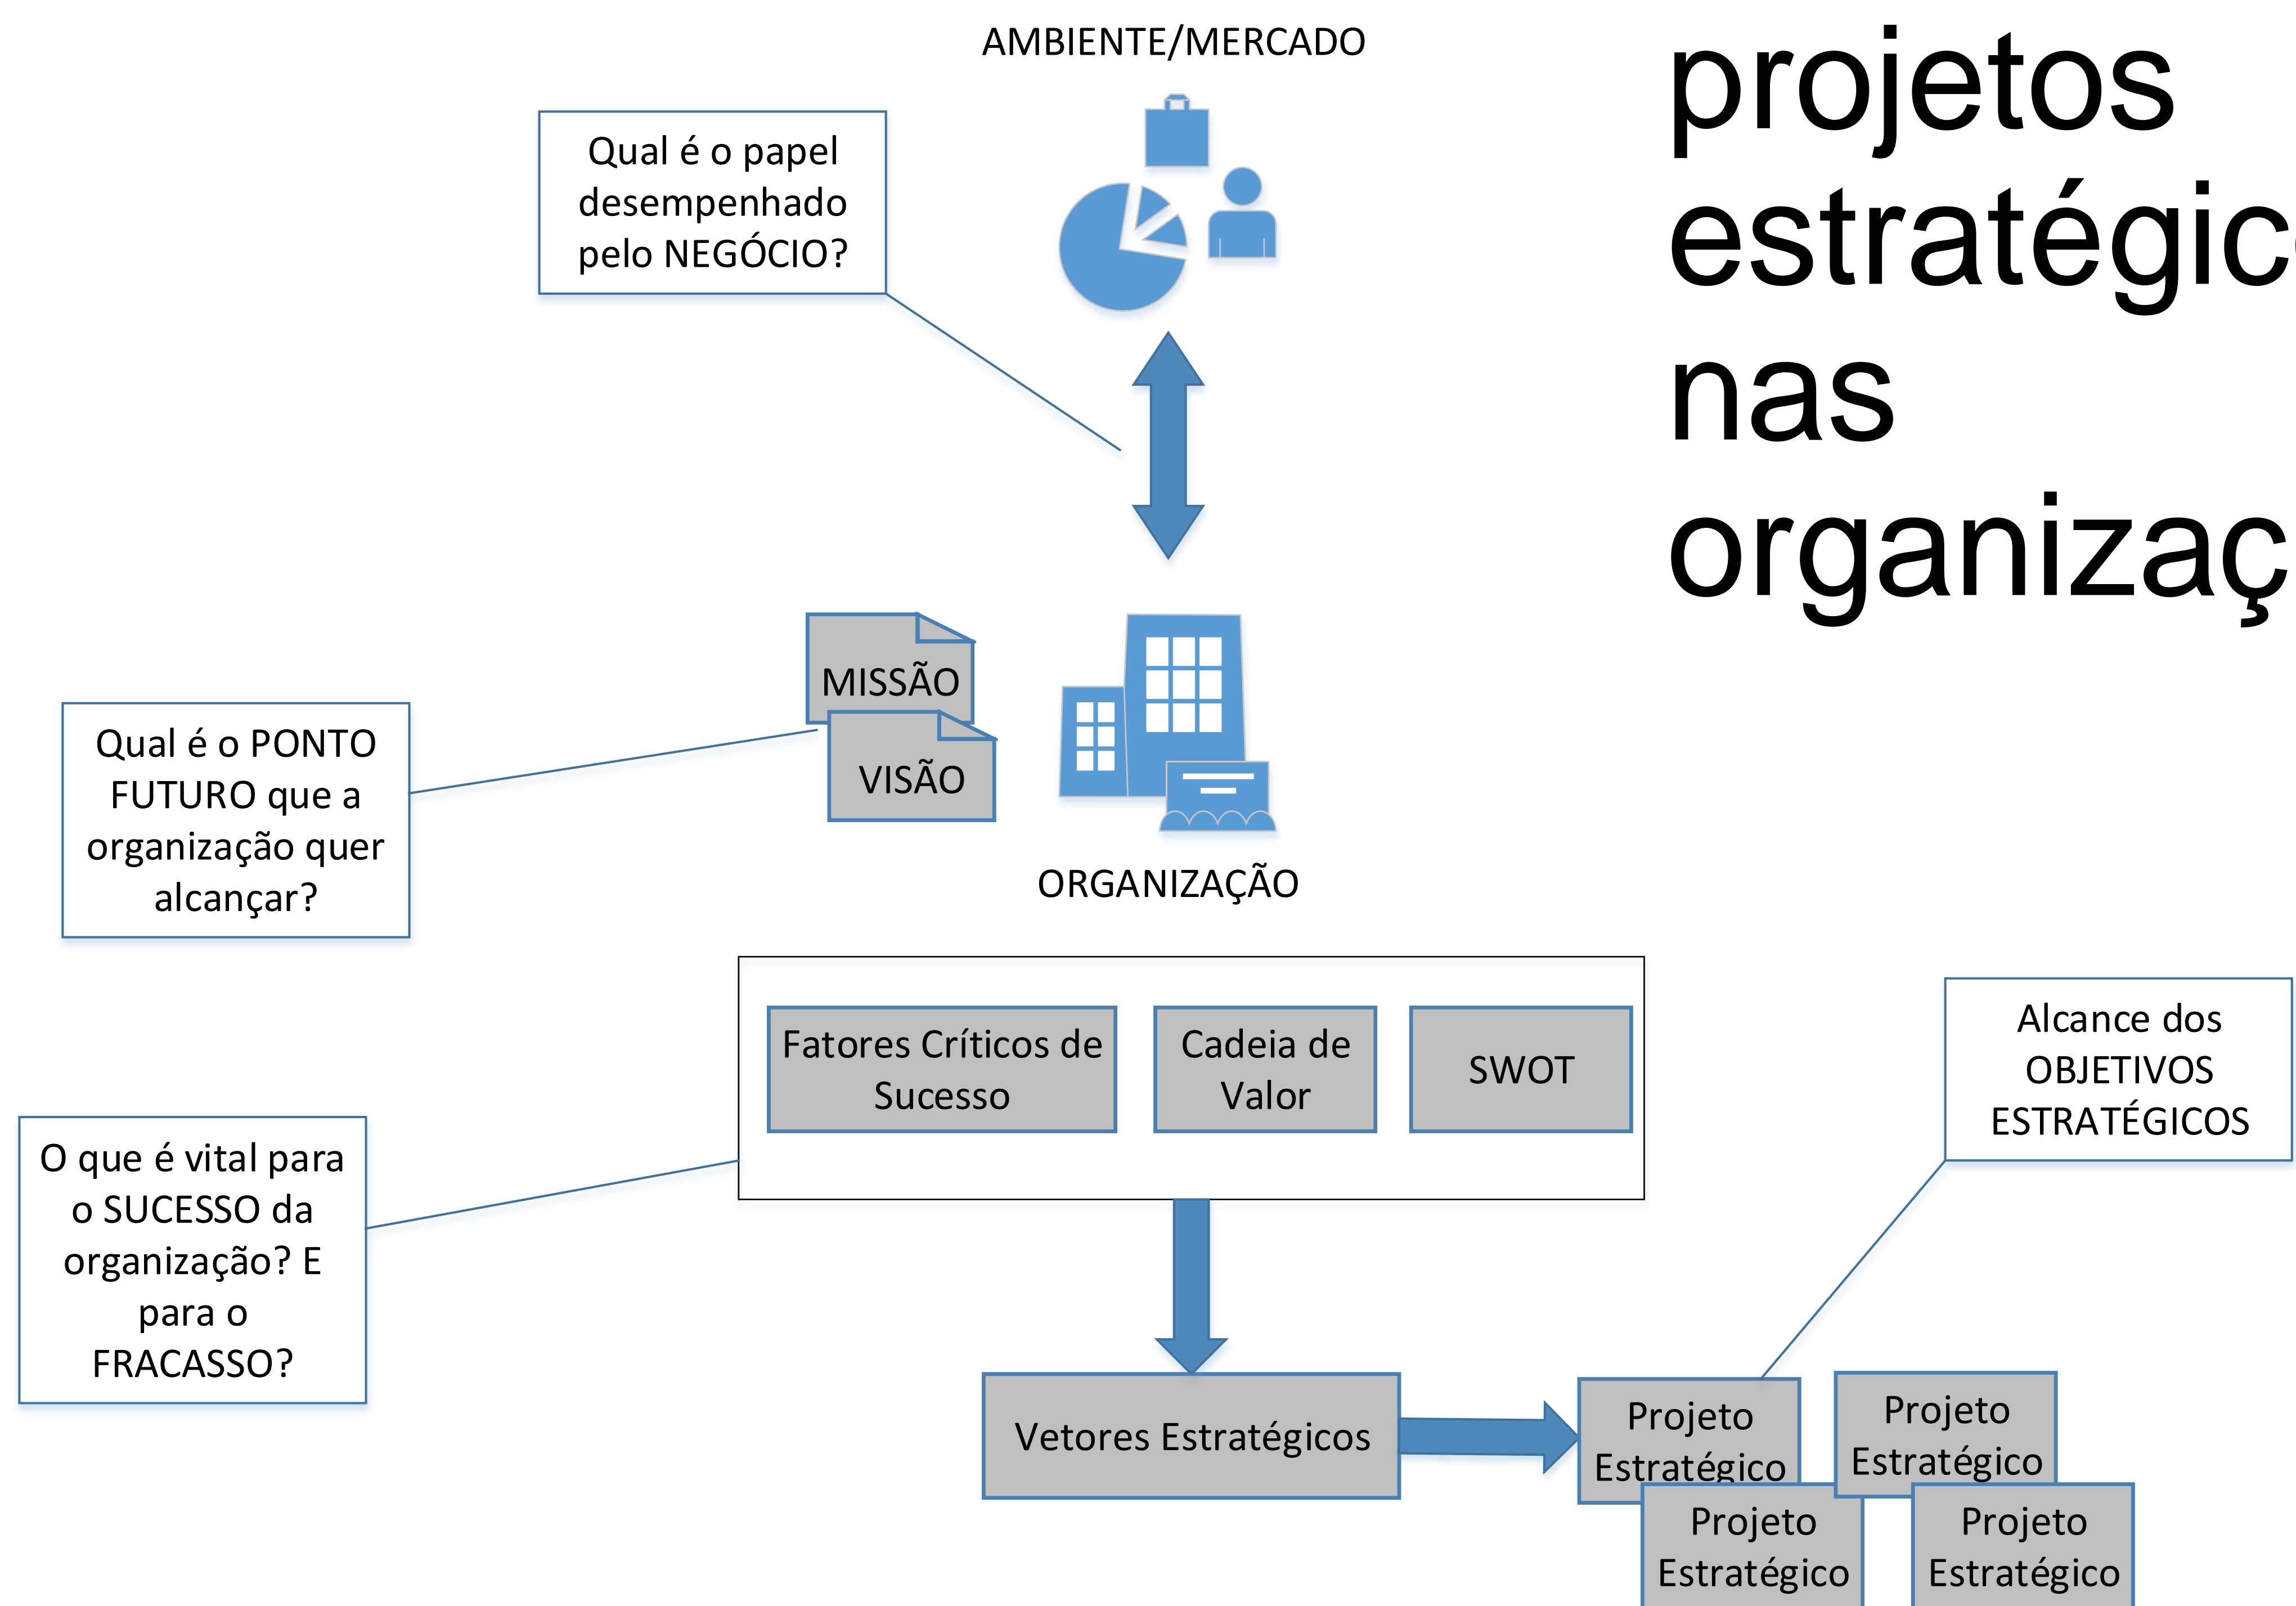 AMBIENTE/MERCADO
projetos
nas
Qual é o papel
desempenhado
pelo NEGÓCIO?
MISSÃO
VISÃO
Qual é o PONTO
FUTURO que a
organização quer
alcançar?
ORGANIZAÇÃO
Fatores Críticos de
Sucesso
Cadeia de
Valor
SWOT
Alcance dos
OBJETIVOS
ESTRATÉGICOS
O que é vital para
o SUCESSO da
organização? E
para o
FRACASSO?
Vetores Estratégicos
Projeto
Estratégico
Projeto
Estratégico
Projeto
Estratégico
Projeto
Estratégico